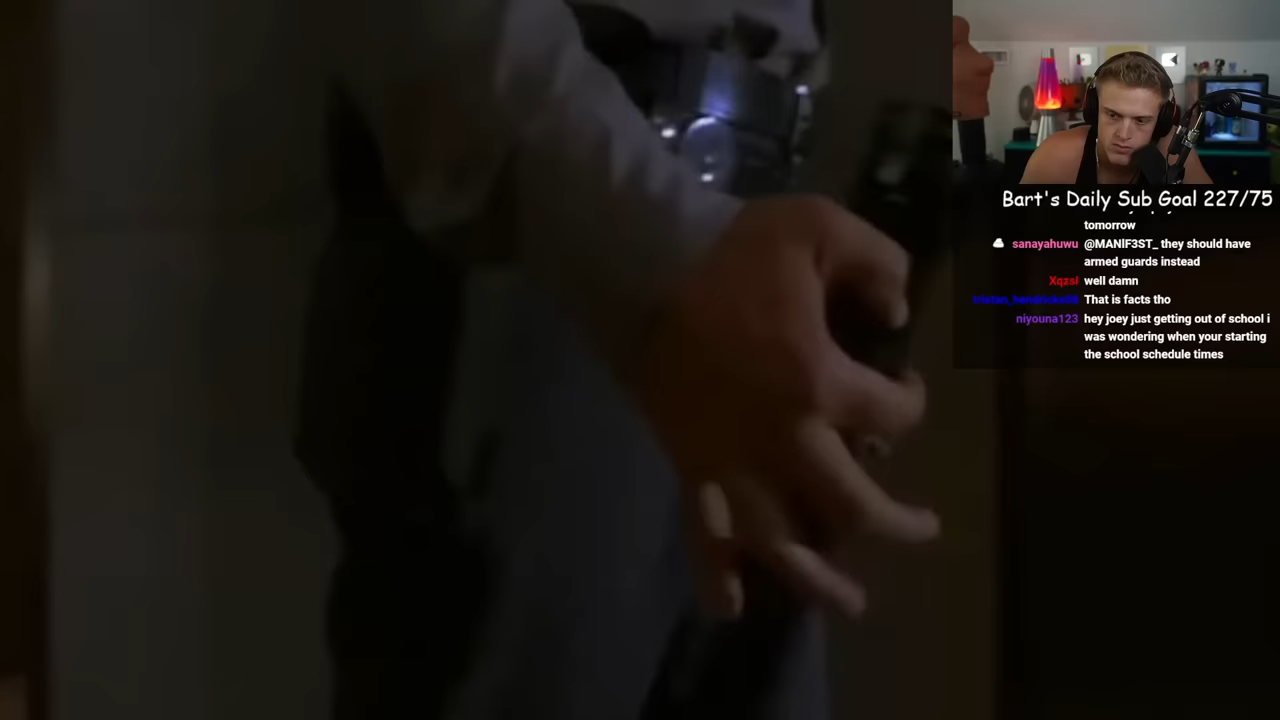 Bart's Daily Sub Goal 227/75
tomorrow
sanayahuwu @MANIF3ST_ they should have
armed guards instead
Xqzsi well damn
That is facts tho
niyouna123 hey joey just getting out of school i
was wondering when your starting
the school schedule times